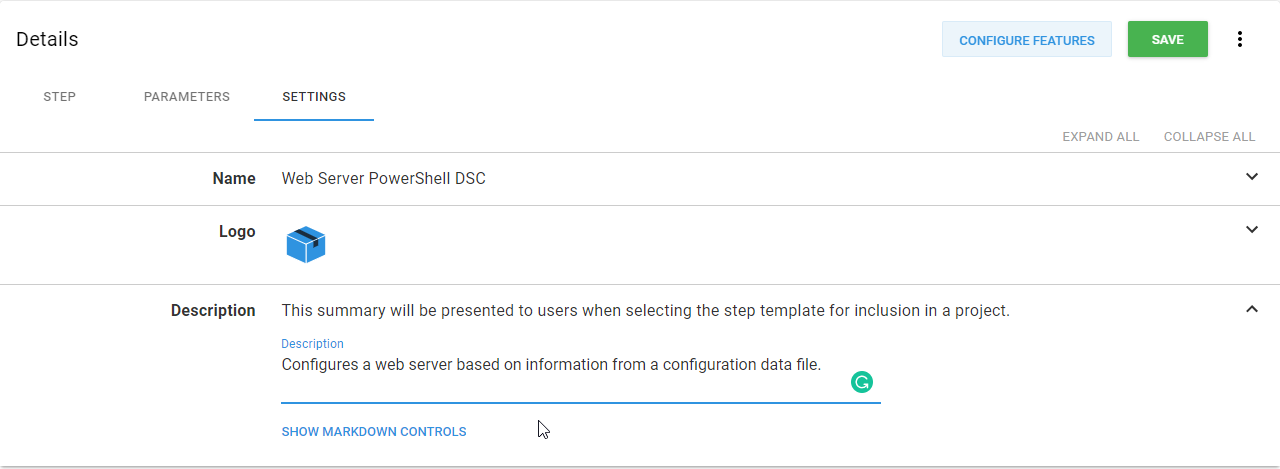 Details
CONFIGURE FEATURES
SAVE
STEP
PARAMETERS
SETTINGS
EXPAND ALL
COLLAPSE ALL
Name
Web Server PowerShell DSC
Logo
Description
This summary will be presented to users when selecting the step template for inclusion in a project.
Description
Configures a web server based on information from a configuration data file.
SHOW MARKDOWN CONTROLS